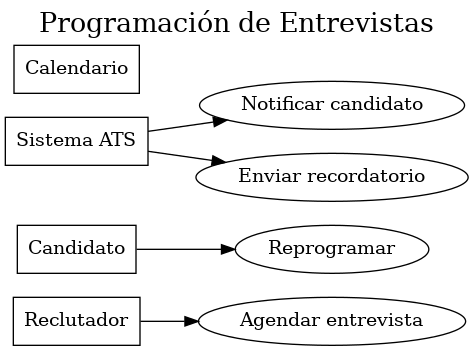 Programación de Entrevistas
Calendario
Sistema ATS
Notificar candidato
Enviar recordatorio
Candidato
Reprogramar
Reclutador
Agendar entrevista